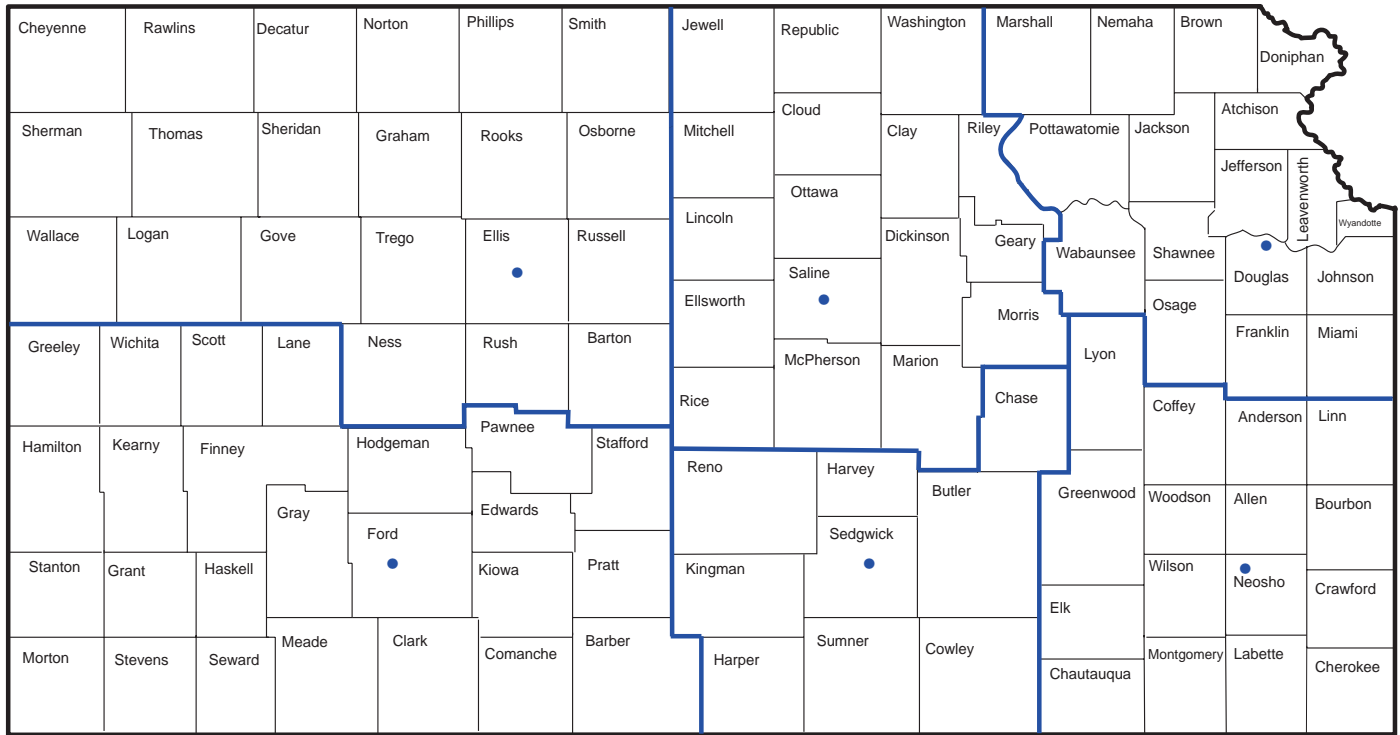 Cheyenne
Rawlins
Decatur
Norton
Phillips
Smith
Jewell
Republic
Washington
Marshall
Nemaha
Brown
Doniphan
Sherman
Thomas
Sheridan
Graham
Rooks
Osborne
Mitchell
Cloud
Clay
Riley
Pottawatomie
Jackson
Atchison
Jefferson
Leavenworth
Wyandotte
Wallace
Logan
Gove
Trego
Ellis
Russell
Lincoln
Ottawa
Dickinson
Geary
Wabaunsee
Shawnee
Douglas
Johnson
Ellsworth
Saline
Morris
Osage
Franklin
Miami
Greeley
Wichita
Scott
Lane
Ness
Rush
Barton
Rice
McPherson
Marion
Chase
Lyon
Coffey
Anderson
Linn
Hamilton
Kearny
Finney
Hodgeman
Pawnee
Stafford
Reno
Harvey
Butler
Greenwood
Woodson
Allen
Bourbon
Gray
Ford
Edwards
Sedgwick
Stanton
Grant
Haskell
Kiowa
Pratt
Kingman
Elk
Wilson
Neosho
Crawford
Morton
Stevens
Seward
Meade
Clark
Comanche
Barber
Harper
Sumner
Cowley
Chautauqua
Montgomery
Labette
Cherokee